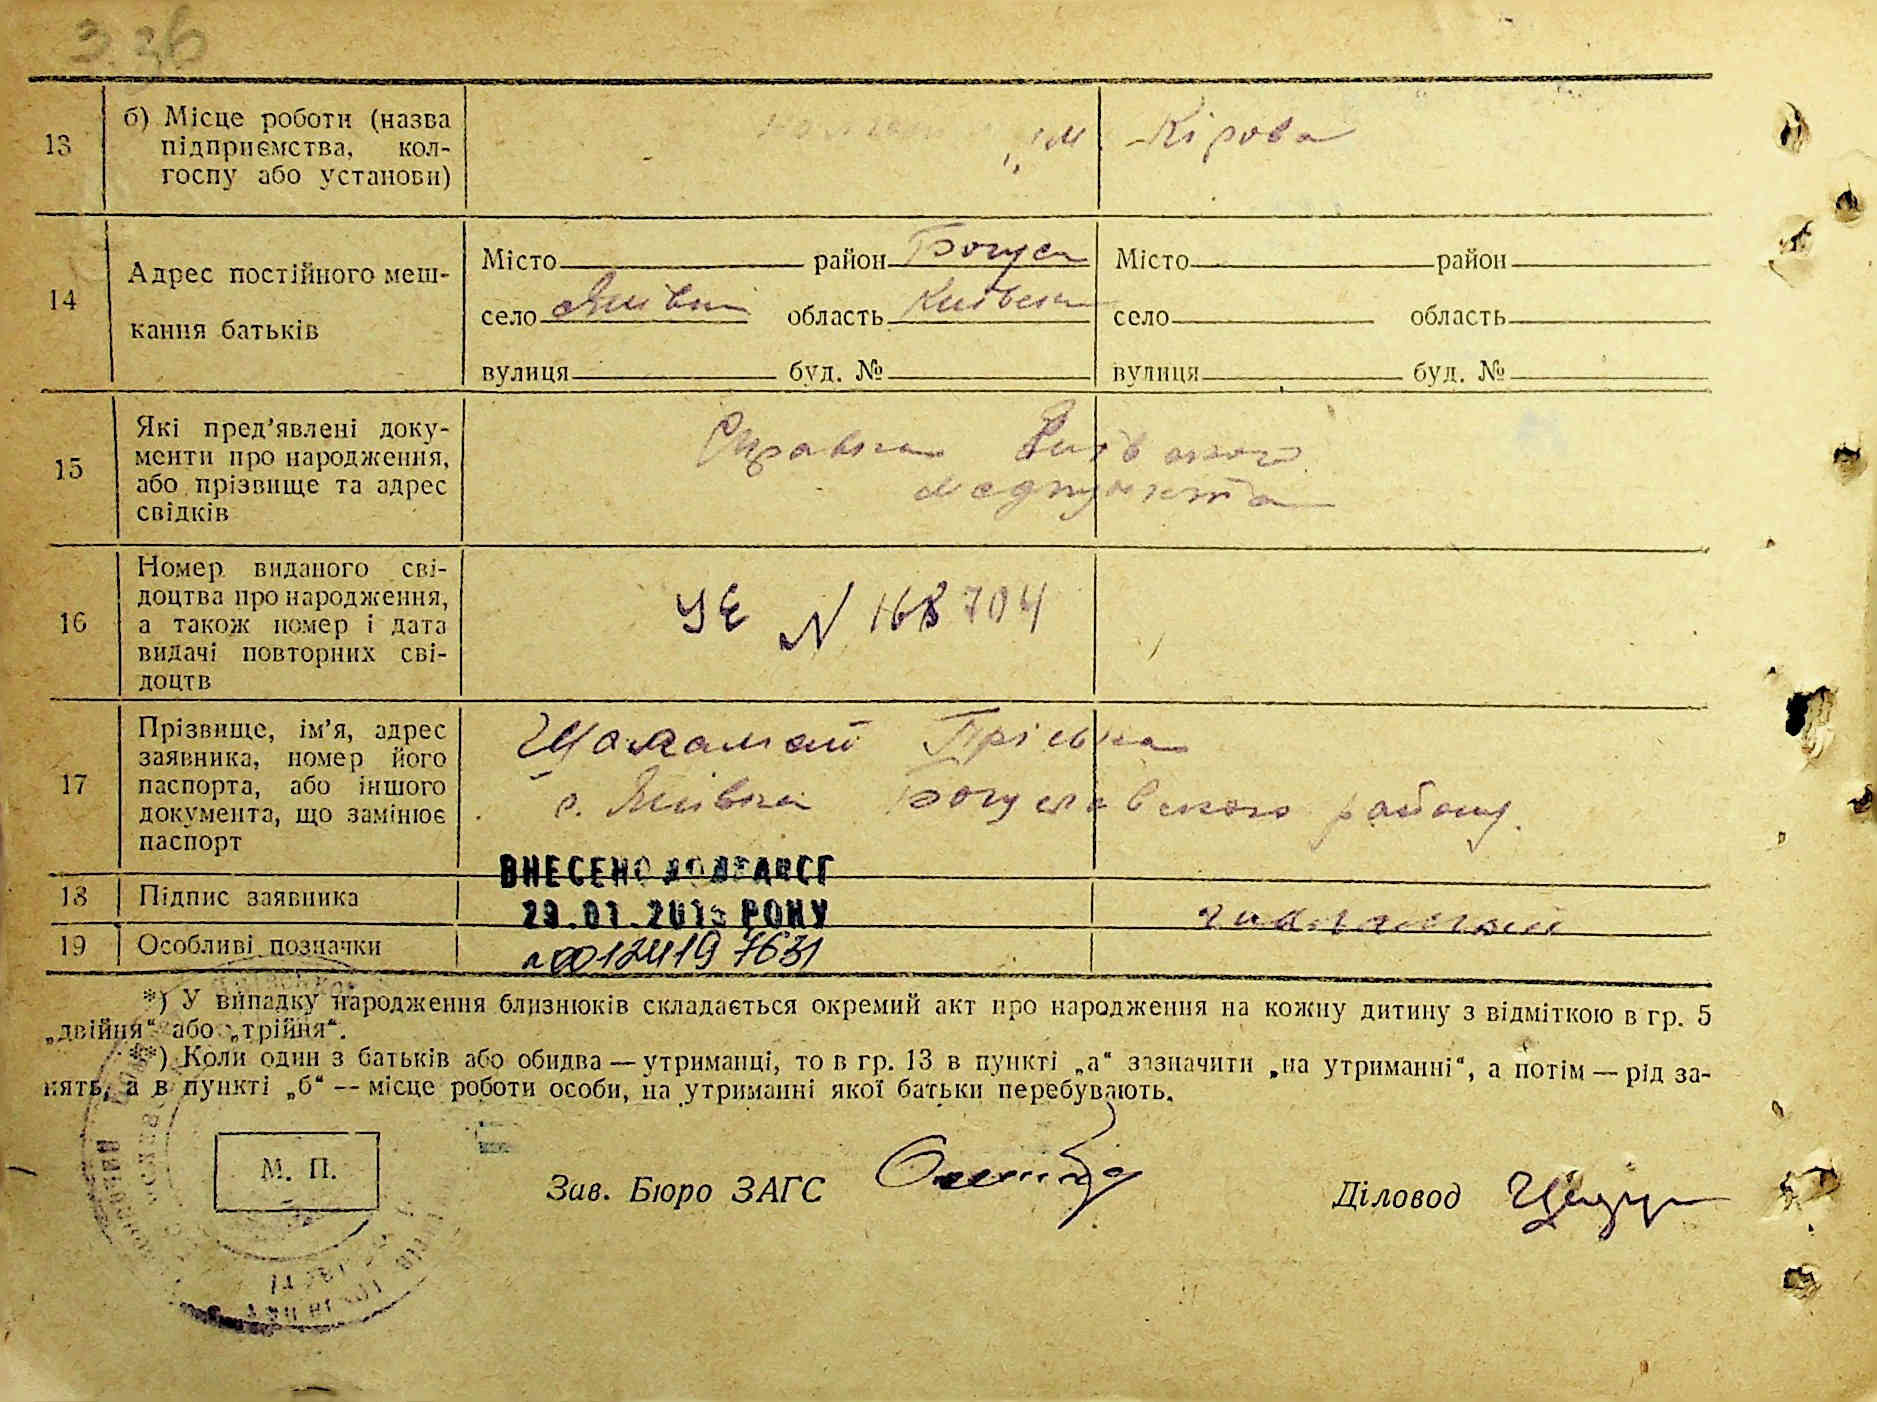 336
13
б) Місце роботи (назва
підприємства, кол-
госпу або установи)
ім. Кірова
14
Адрес постійного меш-
кання батьків
Місто район Богусл Місто район
село область Київськ село область
вулиця буд. № вулиця буд. №
15
Які пред’явлені доку-
менти про народження,
або прізвище та адрес
свідків
Справка
медпункта
16
Номер виданого сві-
доцтва про народження,
а також номер і дата
видачі повторних сві-
доцтв
УЄ N 168704
17
Прізвище, ім’я, адрес
заявника, номер його
паспорта, або іншого
документа, що замінює
паспорт
Пріська
с. Богуславського району.
18 Підпис заявника
ВНЕСЕНО ДО ДРАЦСГ
РОКУ
19 Особливі позначки
00124197631
*) У випадку народження близнюків складається окремий акт про народження на кожну дитину з відміткою в гр. 5
„двійня“ або „трійня“.
**) Коли один з батьків або обидва — утриманці, то в гр. 13 в пункті „а“ зазначити „на утриманні“, а потім — рід за-
нять, а в пункті „б“ — місце роботи особи, на утриманні якої батьки перебувають.
М. П.
Зав. Бюро ЗАГС
Діловод